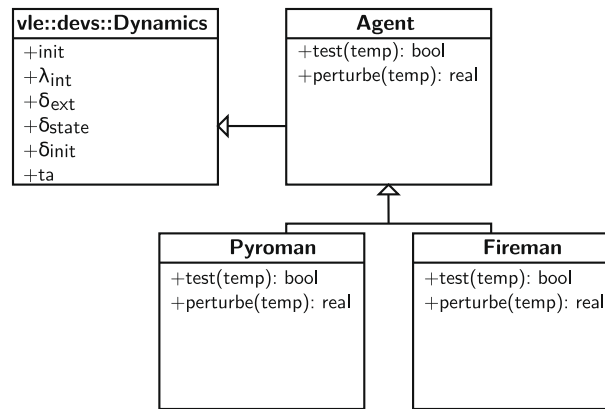 vle::devs::Dynamics
+init
+λint
+δext
+δstate
+δinit
+ta
Agent
+test(temp): bool
+perturbe(temp): real
Pyroman
+test(temp): bool
+perturbe(temp): real
Fireman
+test(temp): bool
+perturbe(temp): real